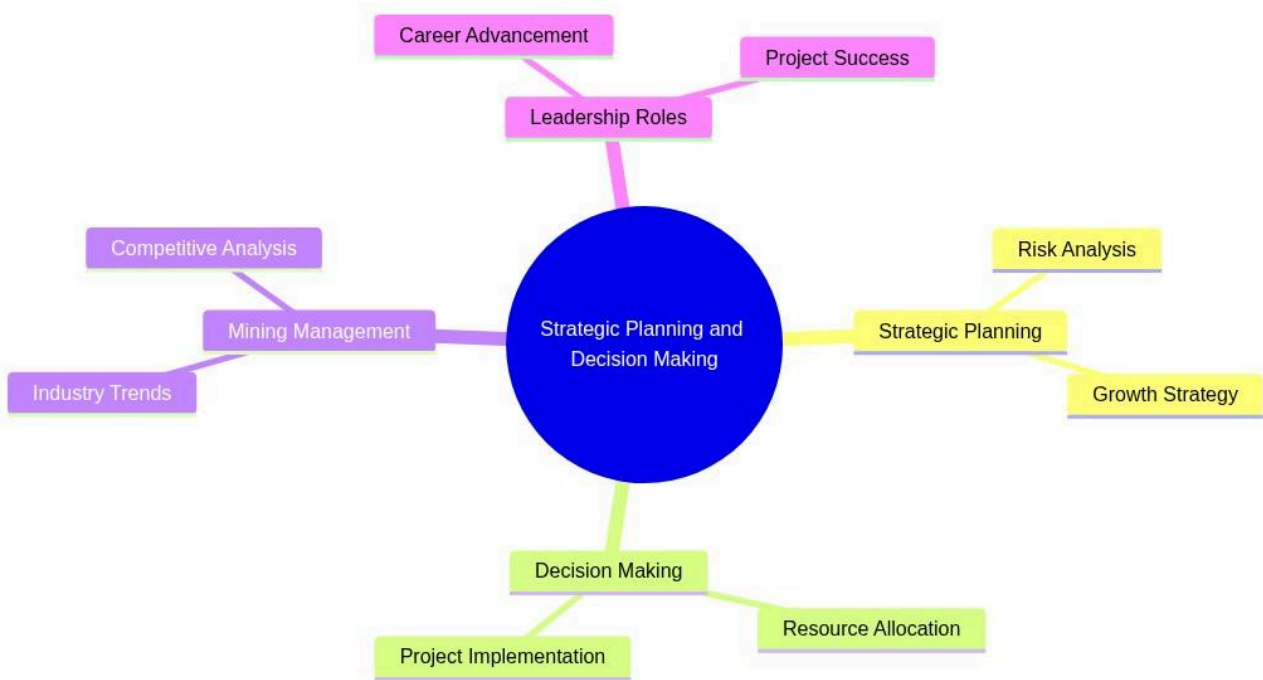 Career Advancement
Project Success
Leadership Roles
Competitive Analysis
Risk Analysis
Mining Management
Strategic Planning and
Decision Making
Strategic Planning
Industry Trends
Growth Strategy
Decision Making
Resource Allocation
Project Implementation